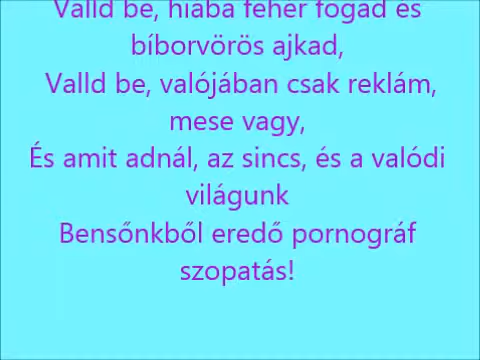 Valld be, hiába fehér fogad és
bíborvörös ajkad,
Valld be, valójában csak reklám,
mese vagy,
És amit adnál, az sincs, és a valódi
világunk
Bensőnkből eredő pornográf
szopatás!